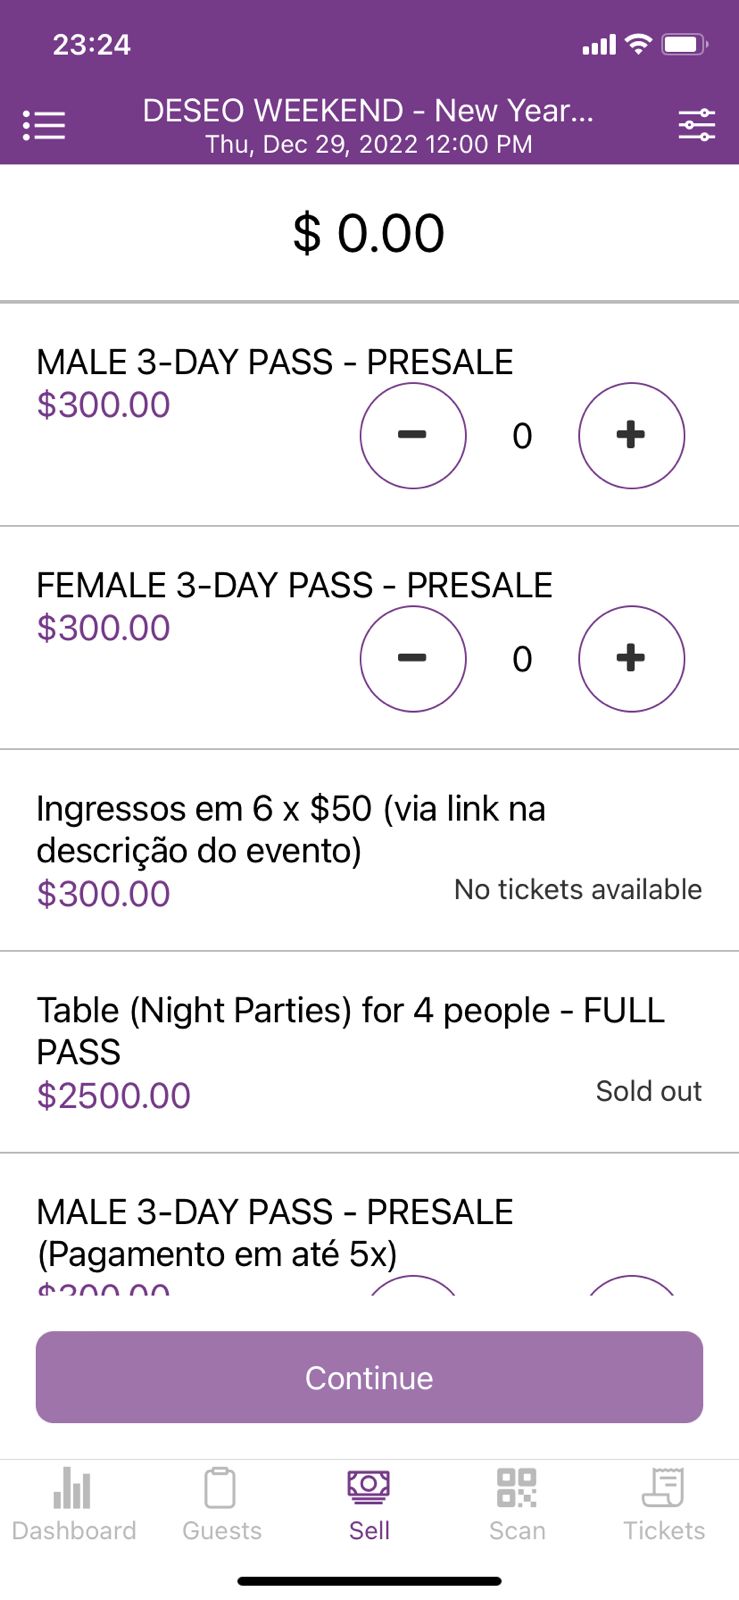 23:24
DESEO WEEKEND - New Year...
Thu, Dec 29, 2022 12:00 PM
$ 0.00
MALE 3-DAY PASS - PRESALE
$300.00
0
FEMALE 3-DAY PASS - PRESALE
$300.00
0
Ingressos em 6 x $50 (via link na
descrição do evento)
$300.00
No tickets available
Table (Night Parties) for 4 people - FULL
PASS
$2500.00
Sold out
MALE 3-DAY PASS - PRESALE
(Pagamento em até 5x)
Continue
Dashboard
Guests
Sell
Scan
Tickets